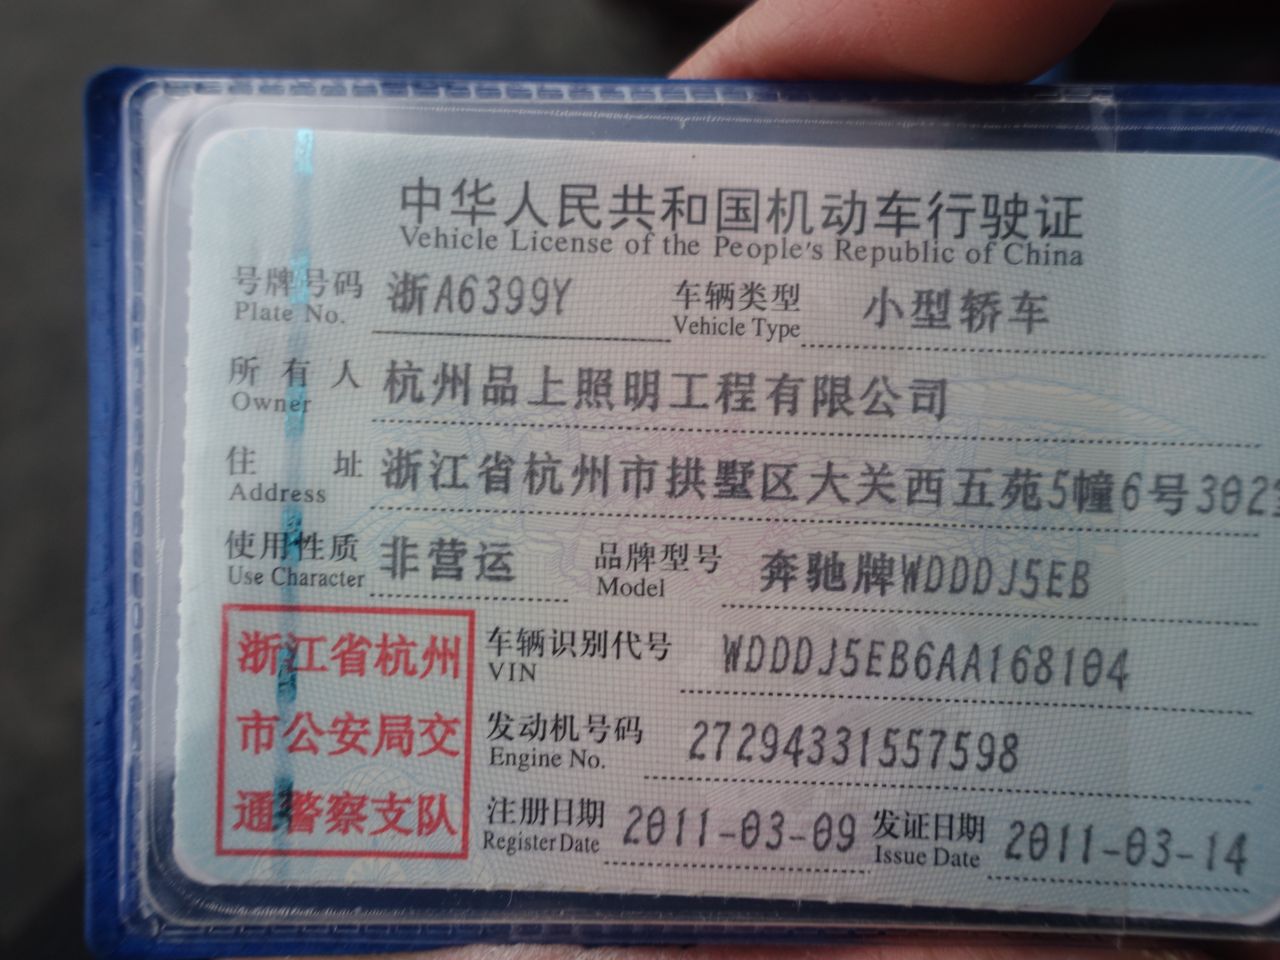 中华人民共和国机动车行驶证
Vehicle License of the People's Republic of China
号牌号码 浙A6399Y 车辆类型 小型轿车
Plate No. Vehicle Type
所有人 杭州品上照明工程有限公司
Owner
住址 浙江省杭州市拱墅区大关西五苑5幢6号302
Address
使用性质 非营运 品牌型号 奔驰牌WDDDJ5EB
Use Character Model
浙江省杭州
市公安局交
通警察支队
车辆识别代号 WDDDJ5EB6AA168104
VIN
发动机号码 27294331557598
Engine No.
注册日期 2011-03-09 发证日期 2011-03-14
Register Date Issue Date